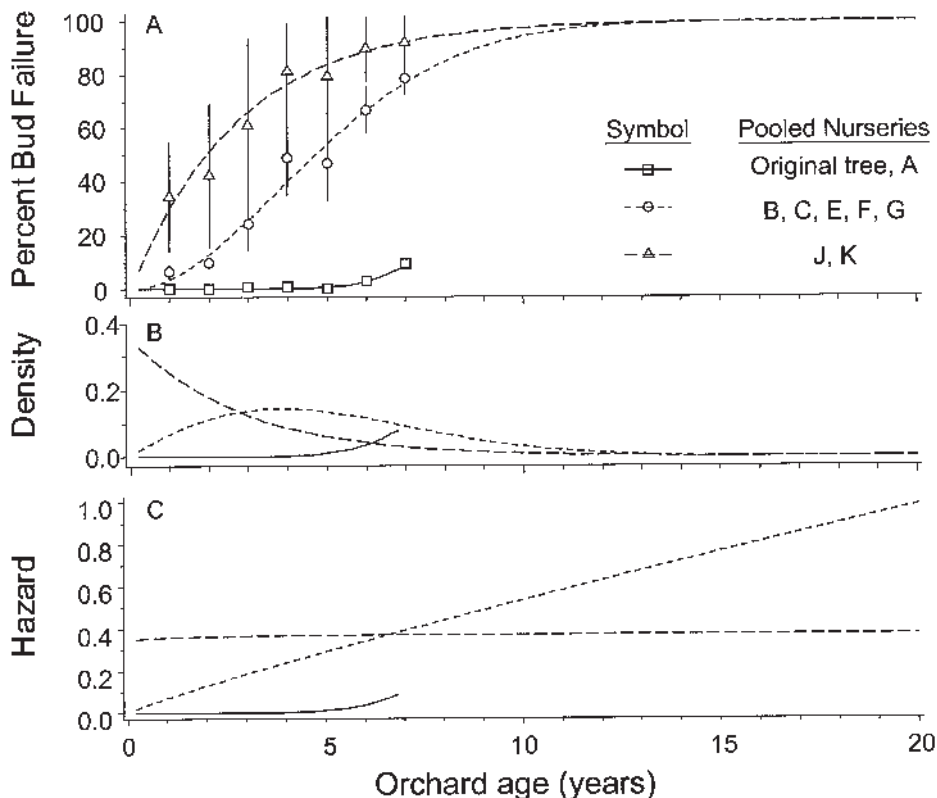 A
Percent Bud Failure
100
80
60
40
20
0
Symbol Pooled Nurseries
Original tree, A
B, C, E, F, G
J, K
B
Density
0.4
0.2
0.0
C
Hazard
1.0
0.8
0.6
0.4
0.2
0.0
0 5 10 15 20
Orchard age (years)